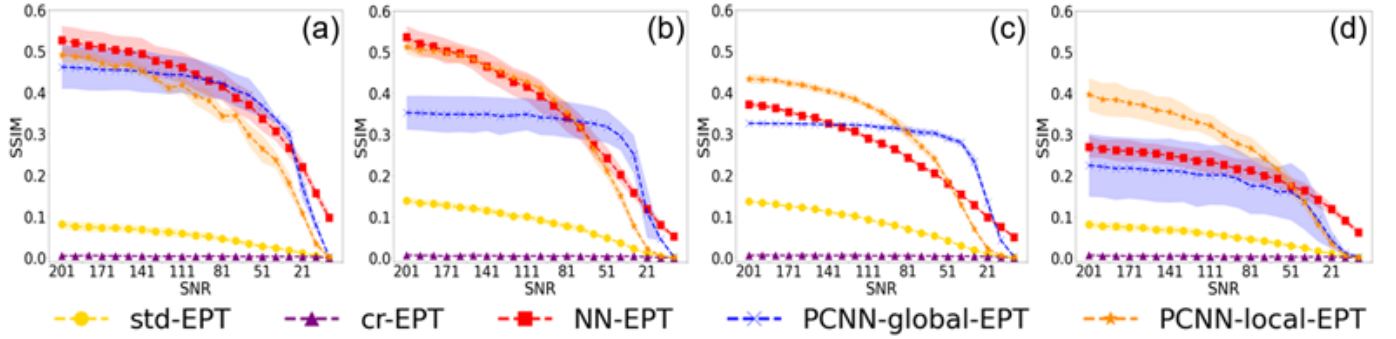 0.6 (a) 0.6 (b) 0.6 (c) 0.6 (d)
0.5 0.5 0.5 0.5
0.4 0.4 0.4 0.4
SSIM 0.3 SSIM 0.3 SSIM 0.3 SSIM 0.3
0.2 0.2 0.2 0.2
0.1 0.1 0.1 0.1
0.0 0.0 0.0 0.0
201 171 141 111 81 51 21 201 171 141 111 81 51 21 201 171 141 111 81 51 21 201 171 141 111 81 51 21
SNR SNR SNR SNR
std-EPT cr-EPT NN-EPT PCNN-global-EPT PCNN-local-EPT